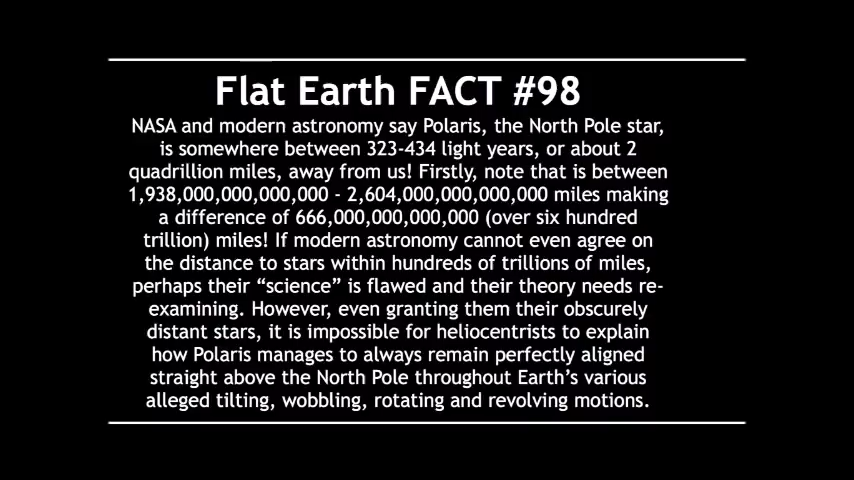 Flat Earth FACT #98
NASA and modern astronomy say Polaris, the North Pole star,
is somewhere between 323-434 light years, or about 2
quadrillion miles, away from us! Firstly, note that is between
1,938,000,000,000,000 - 2,604,000,000,000,000 miles making
a difference of 666,000,000,000,000 (over six hundred
trillion) miles! If modern astronomy cannot even agree on
the distance to stars within hundreds of trillions of miles,
perhaps their “science” is flawed and their theory needs re-
examining. However, even granting them their obscurely
distant stars, it is impossible for heliocentrists to explain
how Polaris manages to always remain perfectly aligned
straight above the North Pole throughout Earth’s various
alleged tilting, wobbling, rotating and revolving motions.